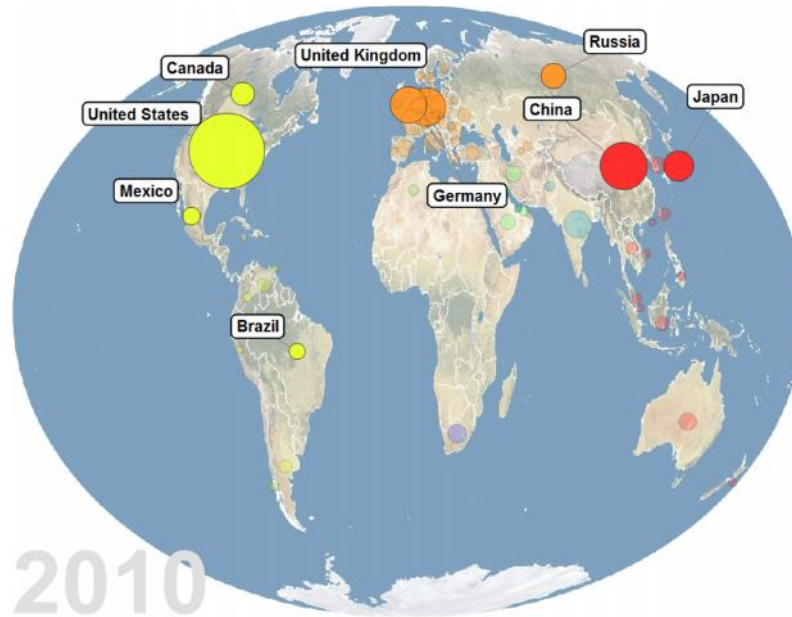 Russia
United Kingdom
Canada
China
Japan
United States
Mexico
Germany
Brazil
2010